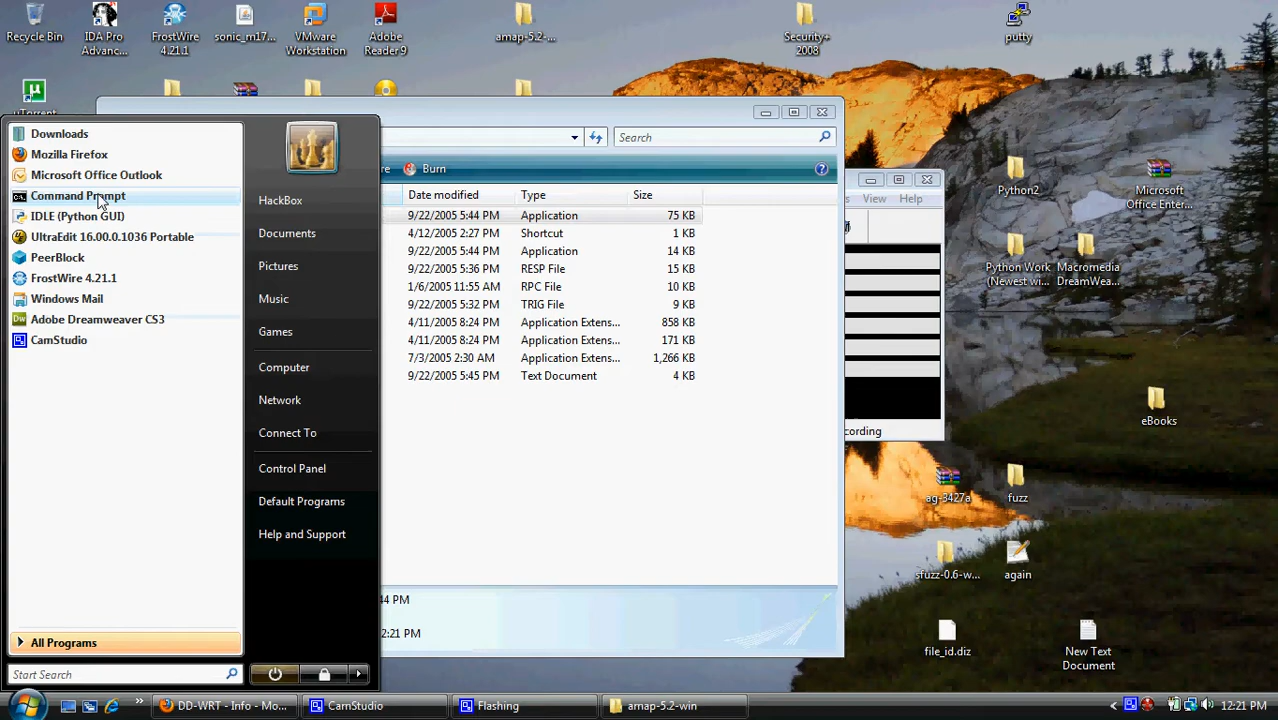 Recycle Bin
IDA Pro
Advanc...
FrostWire
4.21.1
sonic_m17...
VMware
Workstation
Adobe
Reader 9
amap-5.2-...
Security+
2008
putty
Downloads
Mozilla Firefox
Microsoft Office Outlook
Command Prompt
IDLE (Python GUI)
UltraEdit 16.00.0.1036 Portable
PeerBlock
FrostWire 4.21.1
Windows Mail
Adobe Dreamweaver CS3
CamStudio
All Programs
Start Search
HackBox
Documents
Pictures
Music
Games
Computer
Network
Connect To
Control Panel
Default Programs
Help and Support
Search
re Burn
Date modified Type Size
9/22/2005 5:44 PM Application 75 KB
4/12/2005 2:27 PM Shortcut 1 KB
9/22/2005 5:44 PM Application 14 KB
9/22/2005 5:36 PM RESP File 15 KB
1/6/2005 11:55 AM RPC File 10 KB
9/22/2005 5:32 PM TRIG File 9 KB
4/11/2005 8:24 PM Application Extens... 858 KB
4/11/2005 8:24 PM Application Extens... 171 KB
7/3/2005 2:30 AM Application Extens... 1,266 KB
9/22/2005 5:45 PM Text Document 4 KB
44 PM
2:21 PM
s View Help
cording
Python2
Microsoft
Office Enter...
Python Work
(Newest wi...
Macromedia
DreamWea...
eBooks
ag-3427a
fuzz
sfuzz-0.6-w...
again
file_id.diz
New Text
Document
DD-WRT - Info - Mo...
CamStudio
Flashing
amap-5.2-win
12:21 PM